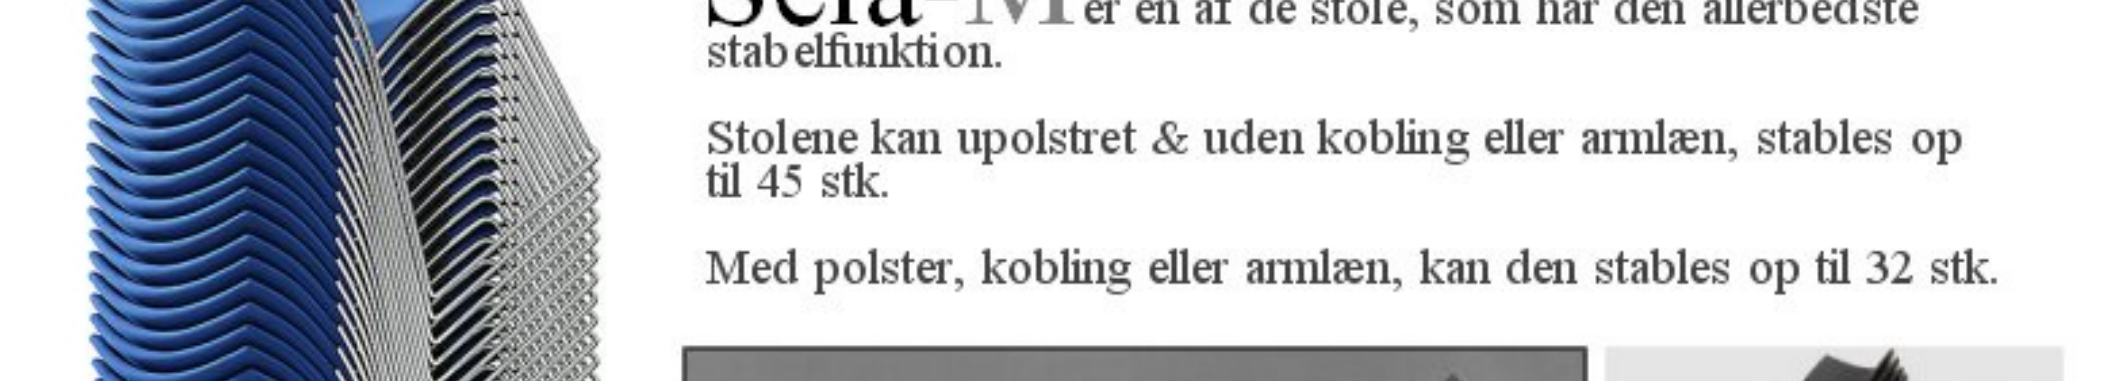 er en af de stole, som har den allerbedste
stabelfunktion.
Stolene kan upolstret & uden kobling eller armlæn, stables op
til 45 stk.
Med polster, kobling eller armlæn, kan den stables op til 32 stk.